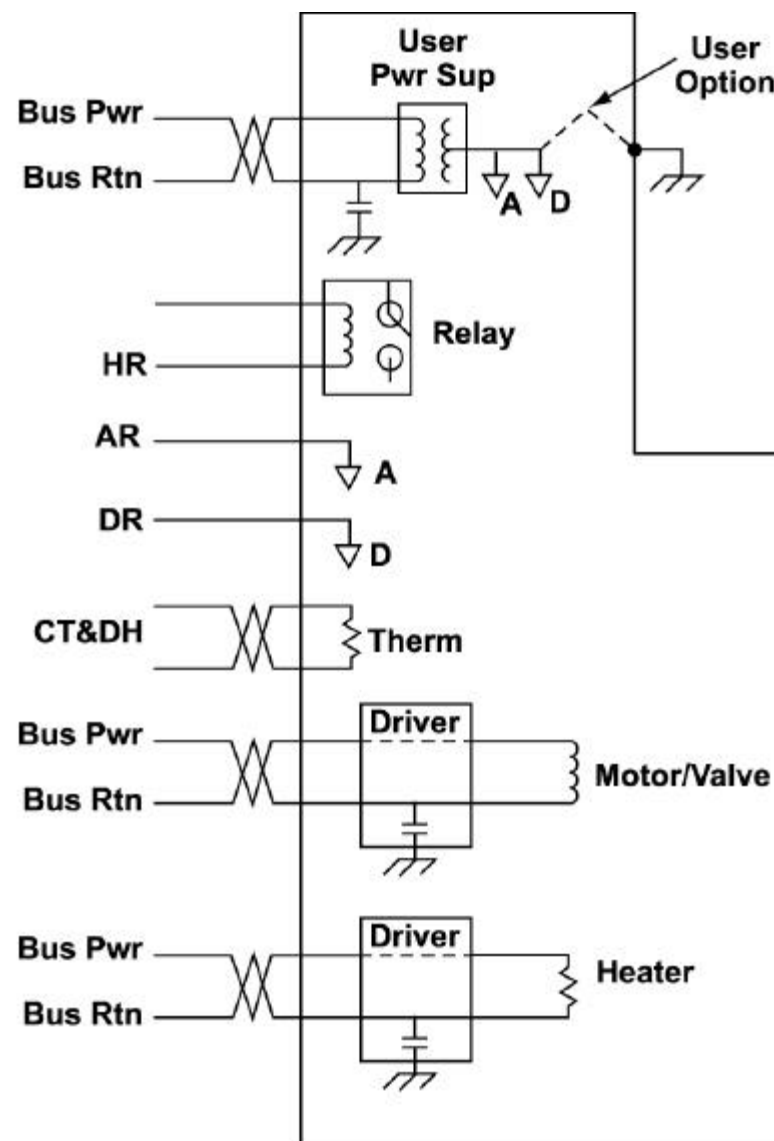 User
Pwr Sup
User
Option
Bus Pwr
Bus Rtn
A
D
Relay
HR
AR
A
DR
D
CT&DH
Therm
Driver
Bus Pwr
Motor/Valve
Bus Rtn
Driver
Bus Pwr
Heater
Bus Rtn